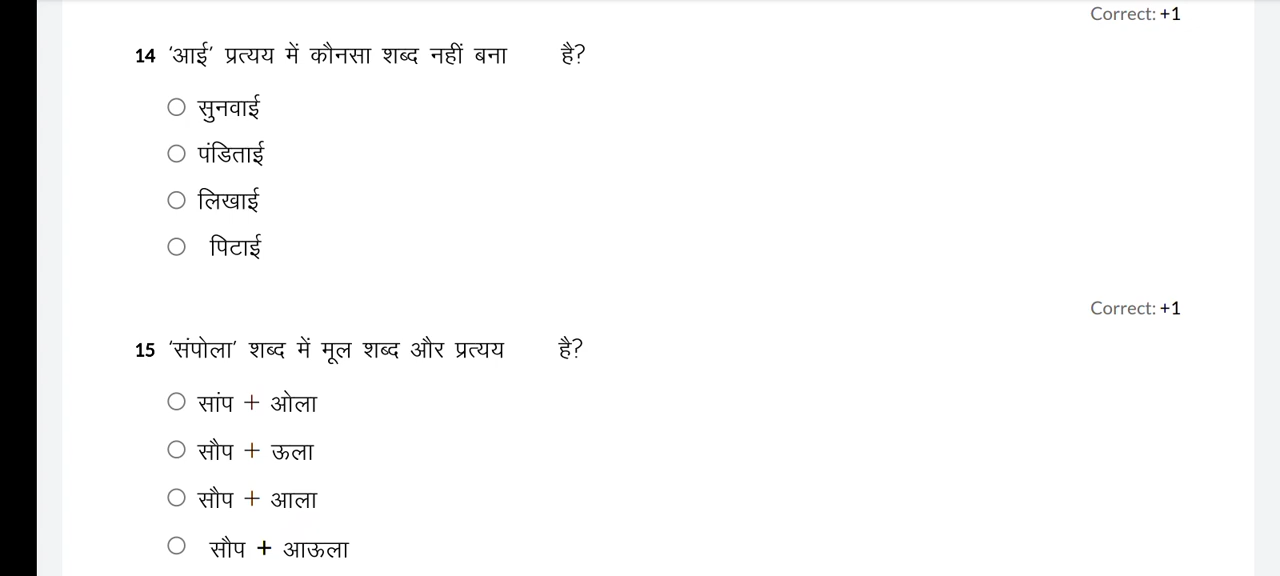 Correct: +1
14 'आई' प्रत्यय में कौनसा शब्द नहीं बना है?
सुनवाई
पंडिताई
लिखाई
पिटाई
Correct: +1
15 'संपोला' शब्द में मूल शब्द और प्रत्यय है?
सांप + ओला
सौप + ऊला
सौप + आला
सौप + आऊला